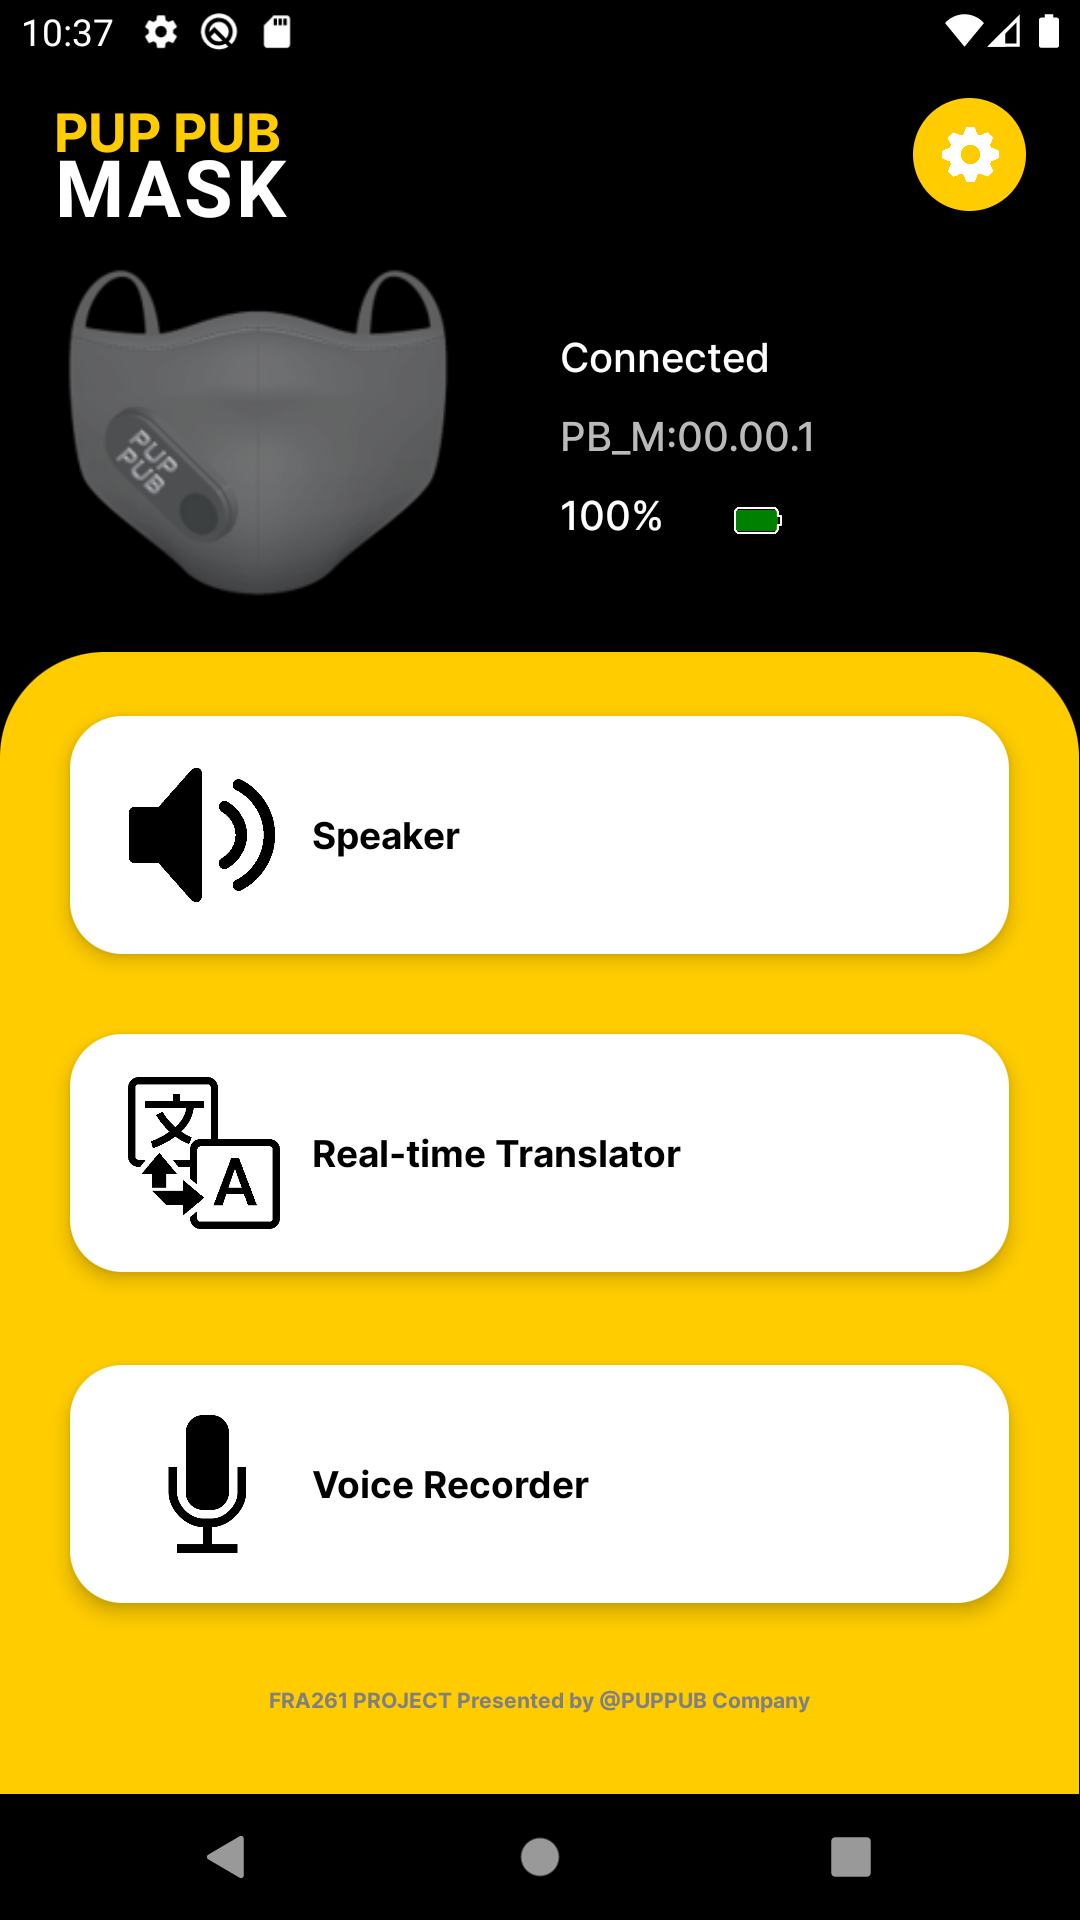 10:37
PUP PUB
MASK
Connected
PUP
PUB
PB_M:00.00.1
100%
Speaker
文
A
Real-time Translator
Voice Recorder
FRA261 PROJECT Presented by @PUPPUB Company